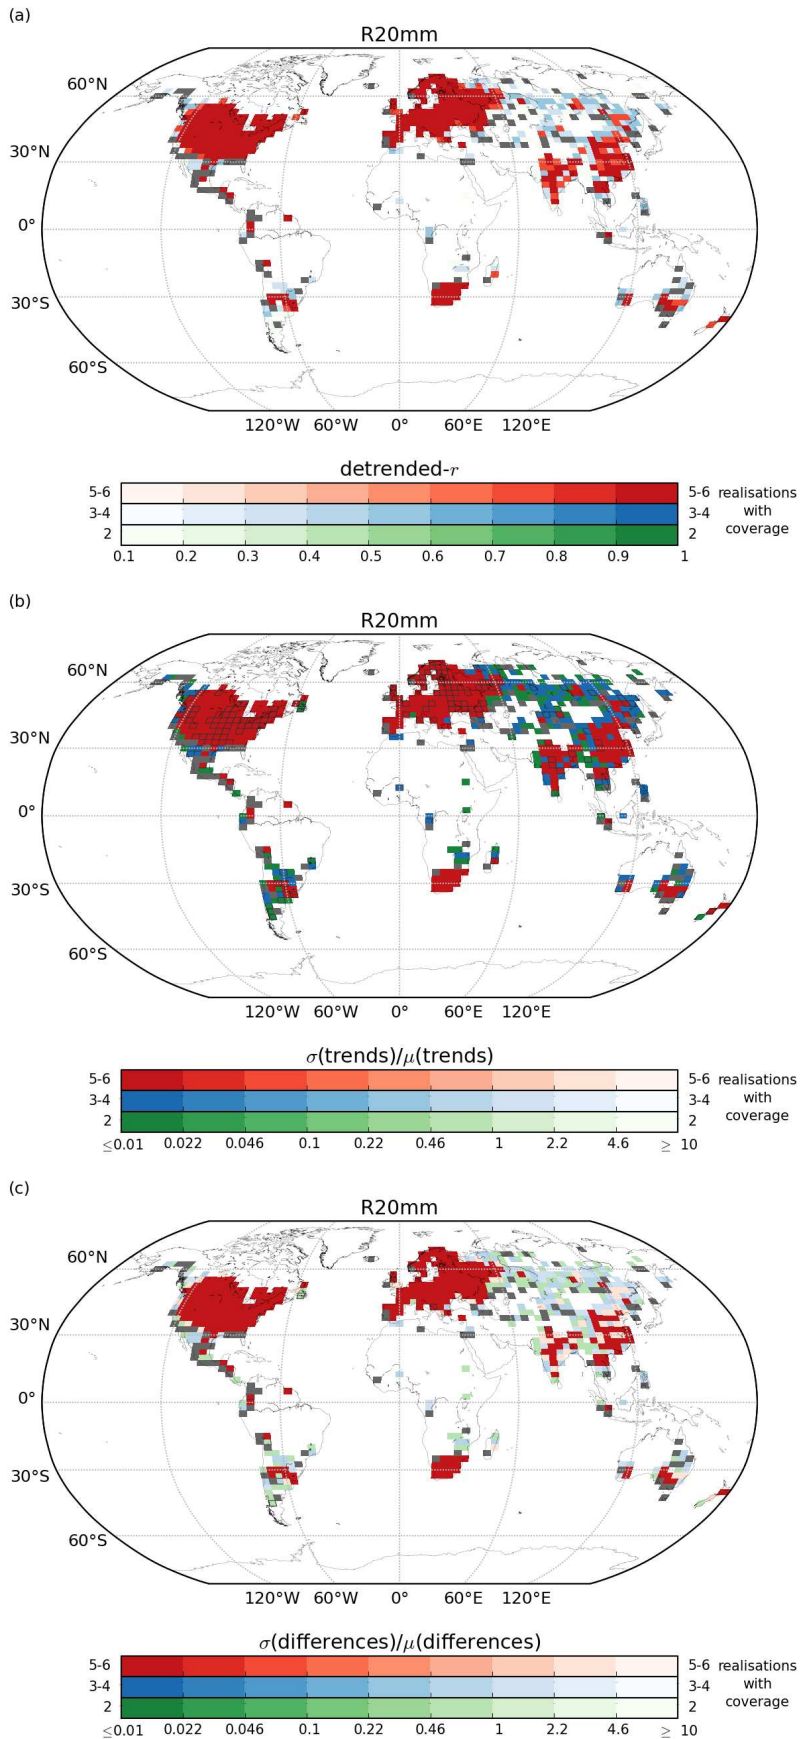 (a)
R20mm
60°N
30°N
0°
30°S
60°S
120°W 60°W 0° 60°E 120°E
detrended-r
5-6 5-6 realisations
3-4 3-4 with
2 2 coverage
0.1 0.2 0.3 0.4 0.5 0.6 0.7 0.8 0.9 1
(b)
R20mm
60°N
30°N
0°
30°S
60°S
120°W 60°W 0° 60°E 120°E
σ(trends)/μ(trends)
5-6 5-6 realisations
3-4 3-4 with
2 2 coverage
≤0.01 0.022 0.046 0.1 0.22 0.46 1 2.2 4.6 ≥ 10
(c)
R20mm
60°N
30°N
0°
30°S
60°S
120°W 60°W 0° 60°E 120°E
σ(differences)/μ(differences)
5-6 5-6 realisations
3-4 3-4 with
2 2 coverage
≤0.01 0.022 0.046 0.1 0.22 0.46 1 2.2 4.6 ≥ 10